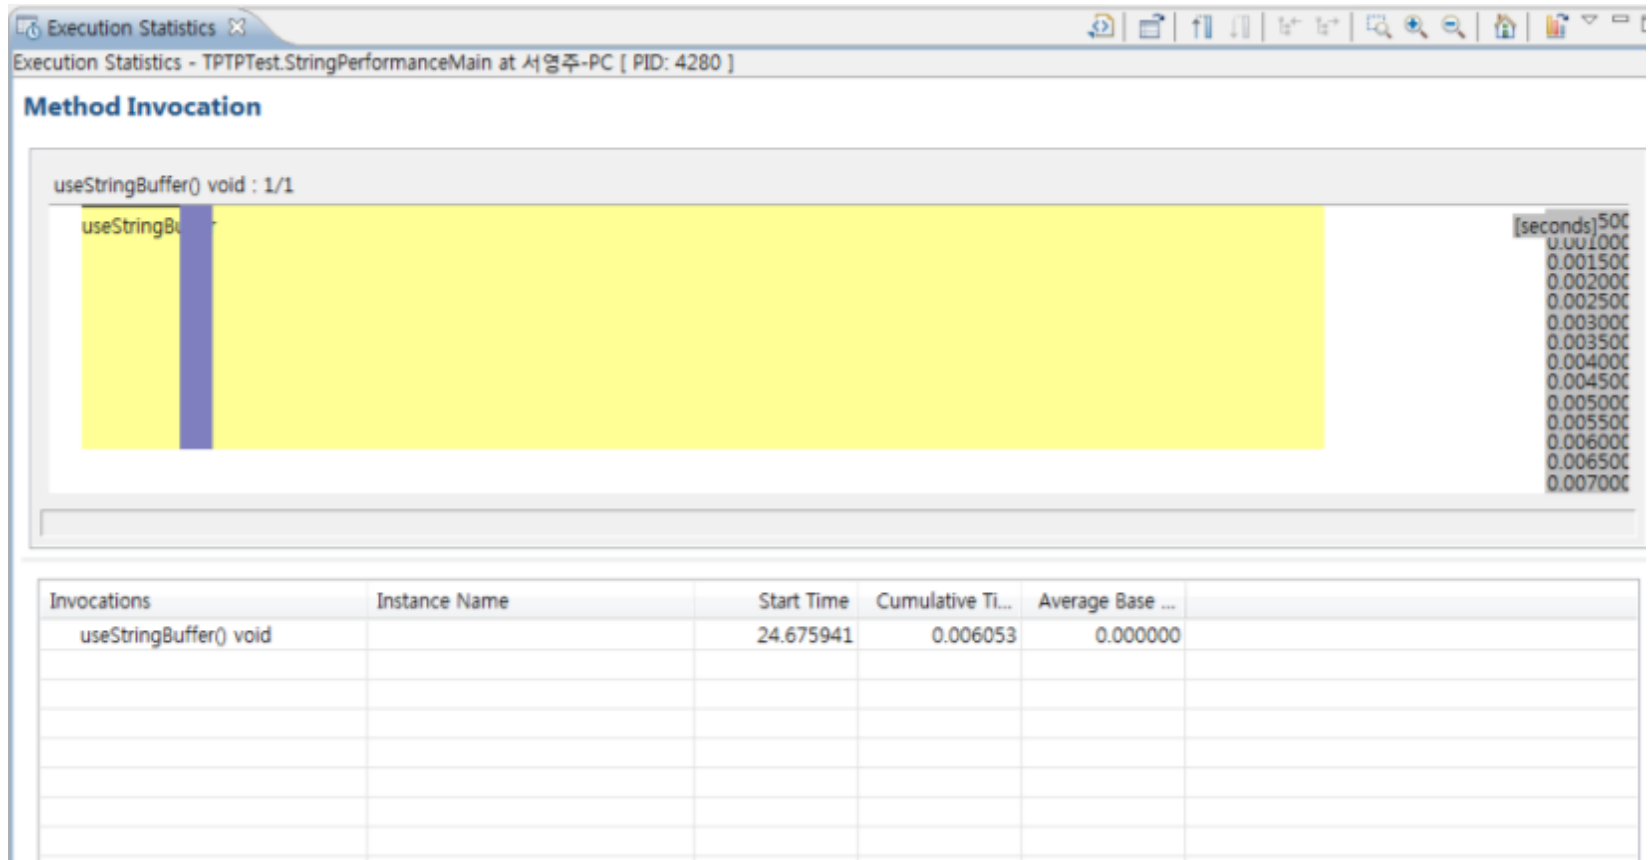 Execution Statistics
Execution Statistics - TPTPTest.StringPerformanceMain at 서영주-PC [ PID: 4280 ]
Method Invocation
useStringBuffer() void : 1/1
useStringBu
[seconds]
0.001000
0.001500
0.002000
0.002500
0.003000
0.003500
0.004000
0.004500
0.005000
0.005500
0.006000
0.006500
0.007000
Invocations Instance Name Start Time Cumulative Ti... Average Base ...
useStringBuffer() void 24.675941 0.006053 0.000000